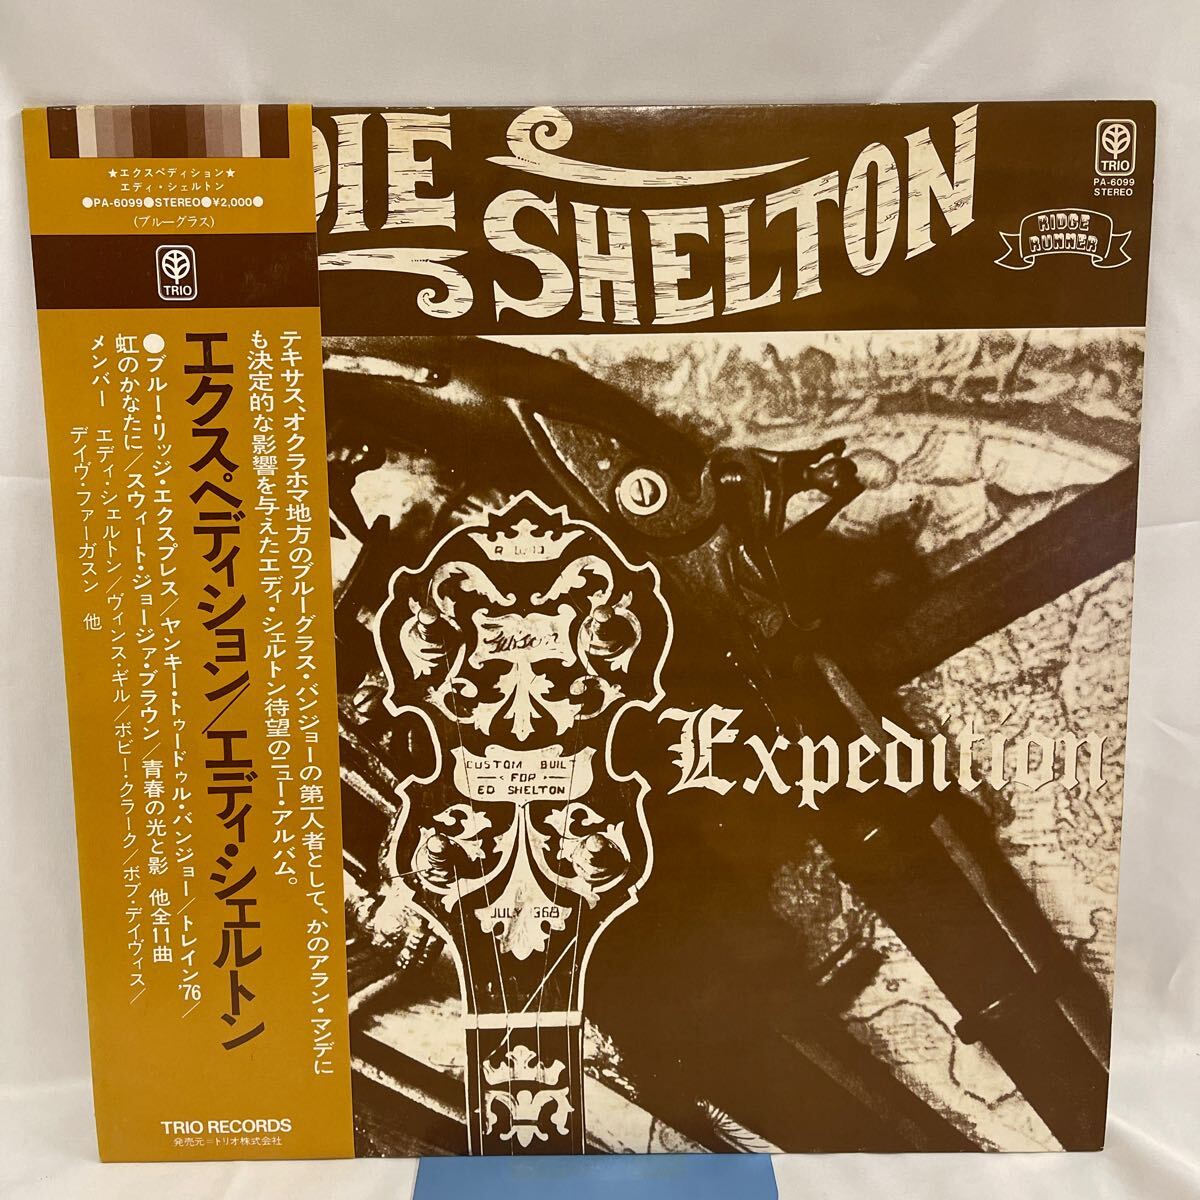 ★エクスペディション★
エディ・シェルトン
●PA-6099●STEREO●¥2,000●
(ブルーグラス)
TRIO
テキサス、オクラホマ地方のブルーグラス・バンジョーの第一人者として、かのアラン・マンデに
も決定的な影響を与えたエディ・シェルトン待望のニュー・アルバム。
エクスペディション/エディ・シェルトン
●ブルー・リッジ・エクスプレス/ヤンキー・トゥードゥル・バンジョー/トレイン'76/
虹のかなたに/スウィート・ジョージァ・ブラウン/青春の光と影 他全11曲
メンバー エディ・シェルトン/ヴィンス・ギル/ボビー・クラーク/ボブ・デイヴィス/
デイヴ・ファーガスン 他
TRIO RECORDS
発売元=トリオ株式会社
DIE
SHELTON
TRIO
PA-6099
STEREO
RIDGE
RUNNER
Gibson
CUSTOM BUILT
FOR
ED SHELTON
JULY 1968
Expedition